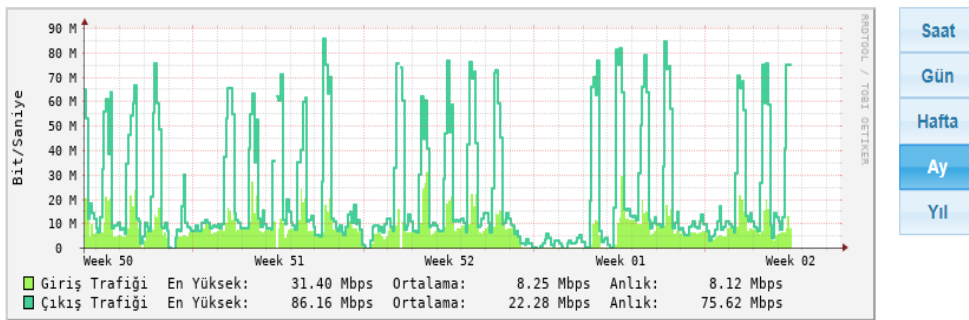 90 M
80 M
70 M
60 M
50 M
40 M
30 M
20 M
10 M
0
Bit/Saniye
RRDTOOL / TOBI OETIKER
Week 50 Week 51 Week 52 Week 01 Week 02
Giriş Trafiği En Yüksek: 31.40 Mbps Ortalama: 8.25 Mbps Anlık: 8.12 Mbps
Çıkış Trafiği En Yüksek: 86.16 Mbps Ortalama: 22.28 Mbps Anlık: 75.62 Mbps
Saat
Gün
Hafta
Ay
Yıl